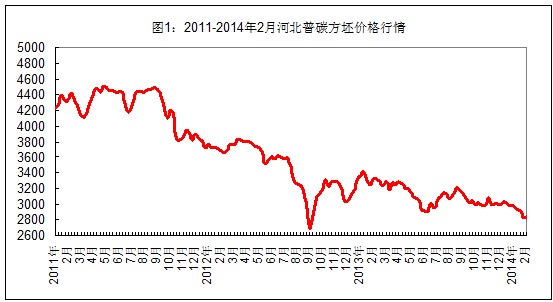 图1：2011-2014年2月河北普碳方坯价格行情
5000
4800
4600
4400
4200
4000
3800
3600
3400
3200
3000
2800
2600
2011年
2月
3月
4月
5月
6月
7月
8月
9月
10月
11月
12月
2012年
2月
3月
4月
5月
6月
7月
8月
9月
10月
11月
12月
2013年
2月
3月
4月
5月
6月
7月
8月
9月
10月
11月
12月
2014年
2月